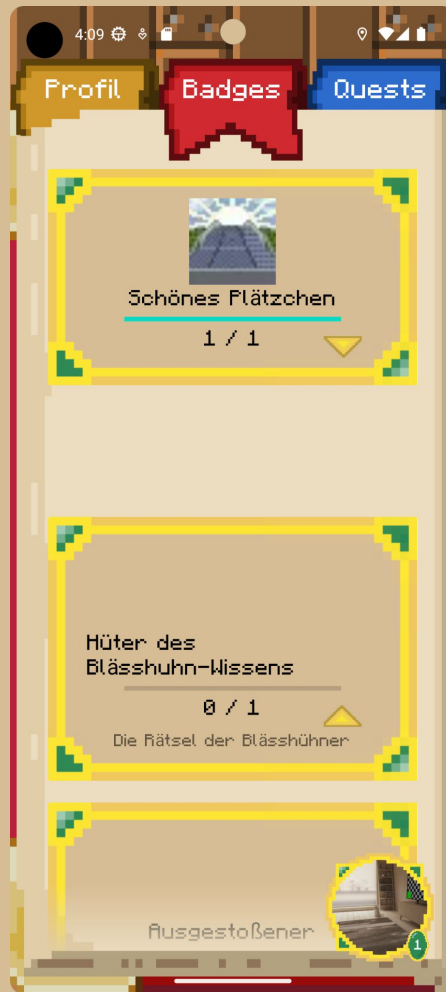 4:09
Profil
Badges
Quests
Schönes Plätzchen
1 / 1
Hüter des
Blässhuhn-Wissens
0 / 1
Die Rätsel der Blässhühner
Ausgestoßener
1